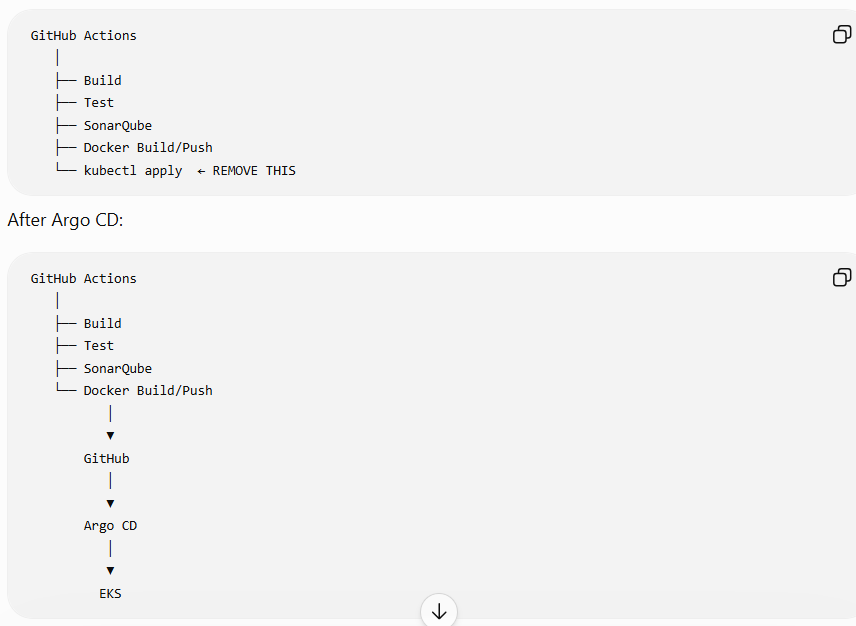 GitHub Actions
│
├── Build
├── Test
├── SonarQube
├── Docker Build/Push
└── kubectl apply  ← REMOVE THIS
After Argo CD:
GitHub Actions
│
├── Build
├── Test
├── SonarQube
└── Docker Build/Push
│
▼
GitHub
│
▼
Argo CD
│
▼
EKS